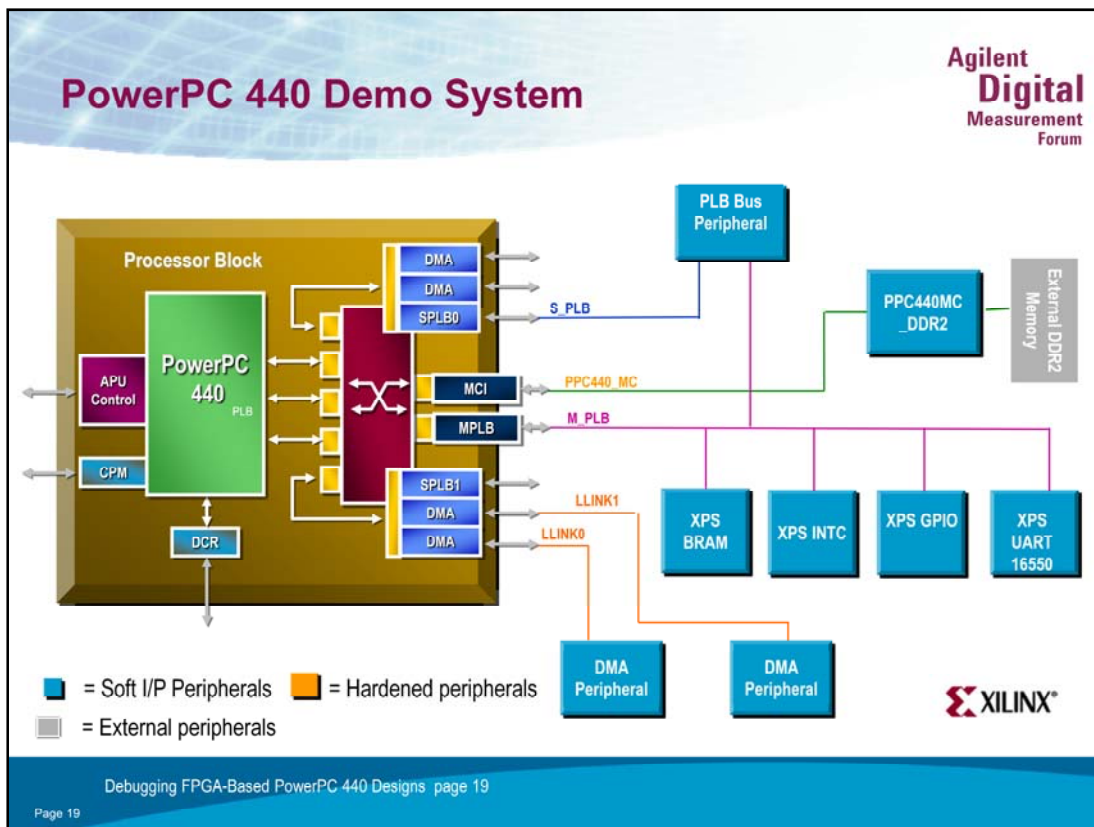 PowerPC 440 Demo System
Agilent
Digital
Measurement
Forum
Processor Block
APU
Control
CPM
PowerPC
440
PLB
DCR
DMA
DMA
SPLB0
MCI
MPLB
SPLB1
DMA
DMA
S_PLB
PPC440_MC
M_PLB
LLINK1
LLINK0
PLB Bus
Peripheral
PPC440MC
_DDR2
External DDR2
Memory
XPS
BRAM
XPS INTC
XPS GPIO
XPS
UART
16550
DMA
Peripheral
DMA
Peripheral
= Soft I/P Peripherals
= Hardened peripherals
= External peripherals
XILINX®
Debugging FPGA-Based PowerPC 440 Designs page 19
Page 19